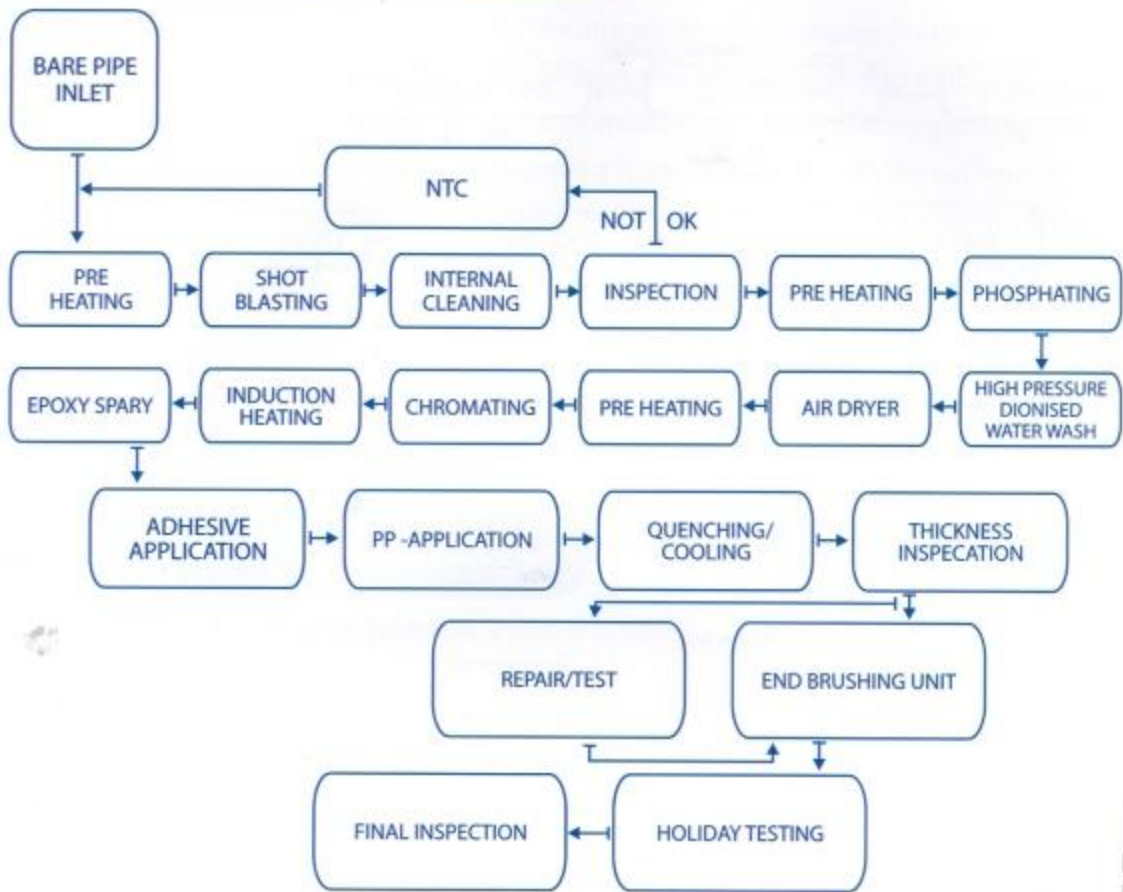 BARE PIPE
INLET
NTC
NOT OK
PRE
HEATING
SHOT
BLASTING
INTERNAL
CLEANING
INSPECTION
PRE HEATING
PHOSPHATING
EPOXY SPARY
INDUCTION
HEATING
CHROMATING
PRE HEATING
AIR DRYER
HIGH PRESSURE
DIONISED
WATER WASH
ADHESIVE
APPLICATION
PP -APPLICATION
QUENCHING/
COOLING
THICKNESS
INSPECATION
REPAIR/TEST
END BRUSHING UNIT
FINAL INSPECTION
HOLIDAY TESTING